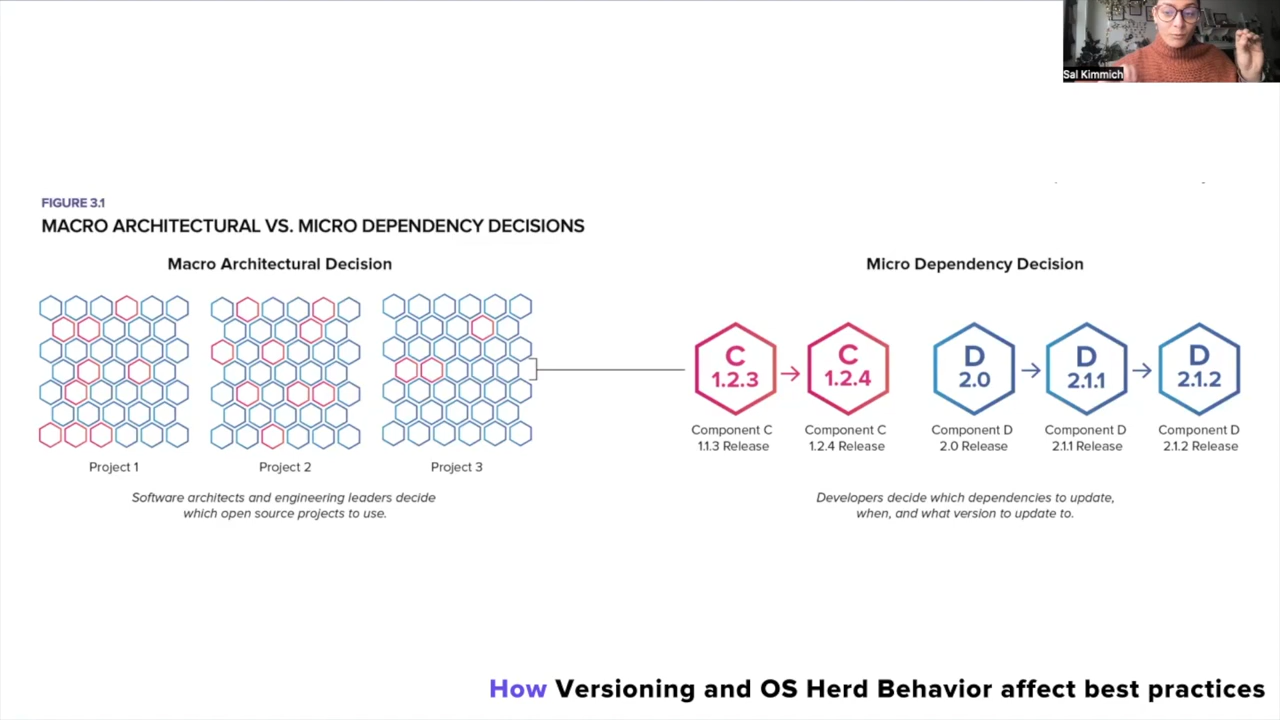 Sal Kimmich
FIGURE 3.1
MACRO ARCHITECTURAL VS. MICRO DEPENDENCY DECISIONS
Macro Architectural Decision
Project 1
Project 2
Project 3
Software architects and engineering leaders decide
which open source projects to use.
Micro Dependency Decision
C
1.2.3
C
1.2.4
D
2.0
D
2.1.1
D
2.1.2
Component C
1.1.3 Release
Component C
1.2.4 Release
Component D
2.0 Release
Component D
2.1.1 Release
Component D
2.1.2 Release
Developers decide which dependencies to update,
when, and what version to update to.
How Versioning and OS Herd Behavior affect best practices